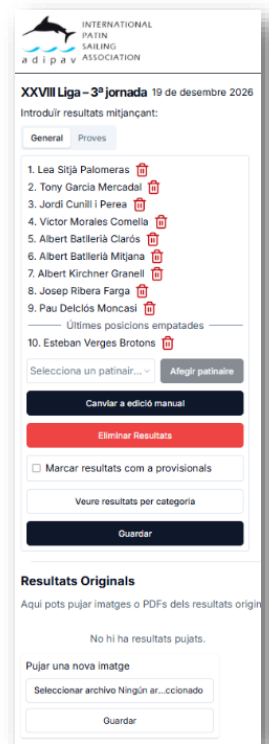 INTERNATIONAL
PATIN
SAILING
ASSOCIATION
adipav
XXVIII Liga – 3ª jornada 19 de desembre 2026
Introduïr resultats mitjançant:
General Proves
1. Lea Sitjà Palomeras
2. Tony Garcia Mercadal
3. Jordi Cunill i Perea
4. Victor Morales Comella
5. Albert Batllerià Clarós
6. Albert Batllerià Mitjana
7. Albert Kirchner Granell
8. Josep Ribera Farga
9. Pau Delclós Moncasi
Últimes posicions empatades
10. Esteban Verges Brotons
Selecciona un patinair... Afegir patinaire
Canviar a edició manual
Eliminar Resultats
Marcar resultats com a provisionals
Veure resultats per categoria
Guardar
Resultats Originals
Aquí pots pujar imatges o PDFs dels resultats origin
No hi ha resultats pujats.
Pujar una nova imatge
Seleccionar archivo Ningún ar...ccionado
Guardar